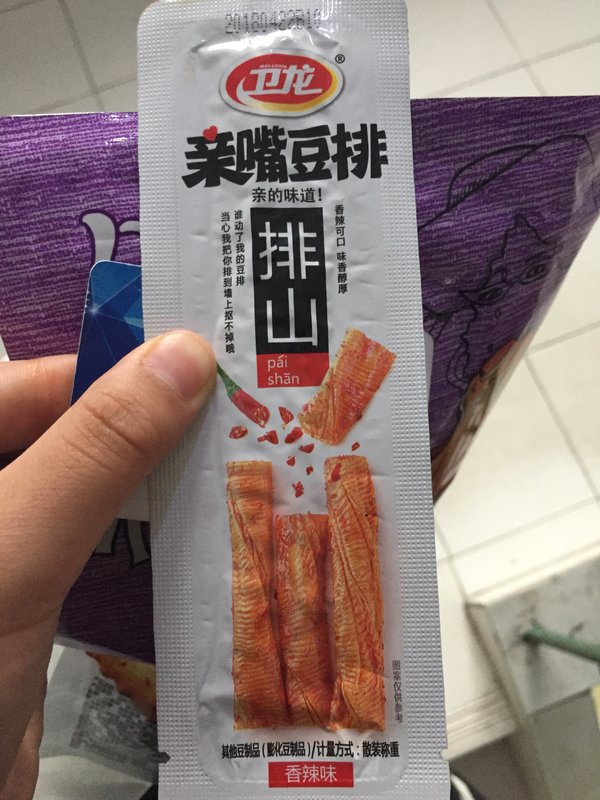 20180422B10
WEI LONG
卫龙®
亲嘴豆排
亲的味道!
香辣可口 味香醇厚
排山
谁动了我的豆排
当心我把你排到墙上抠不掉哦
pái
shān
图案仅供参考
其他豆制品(膨化豆制品)/计量方式:散装称重
香辣味